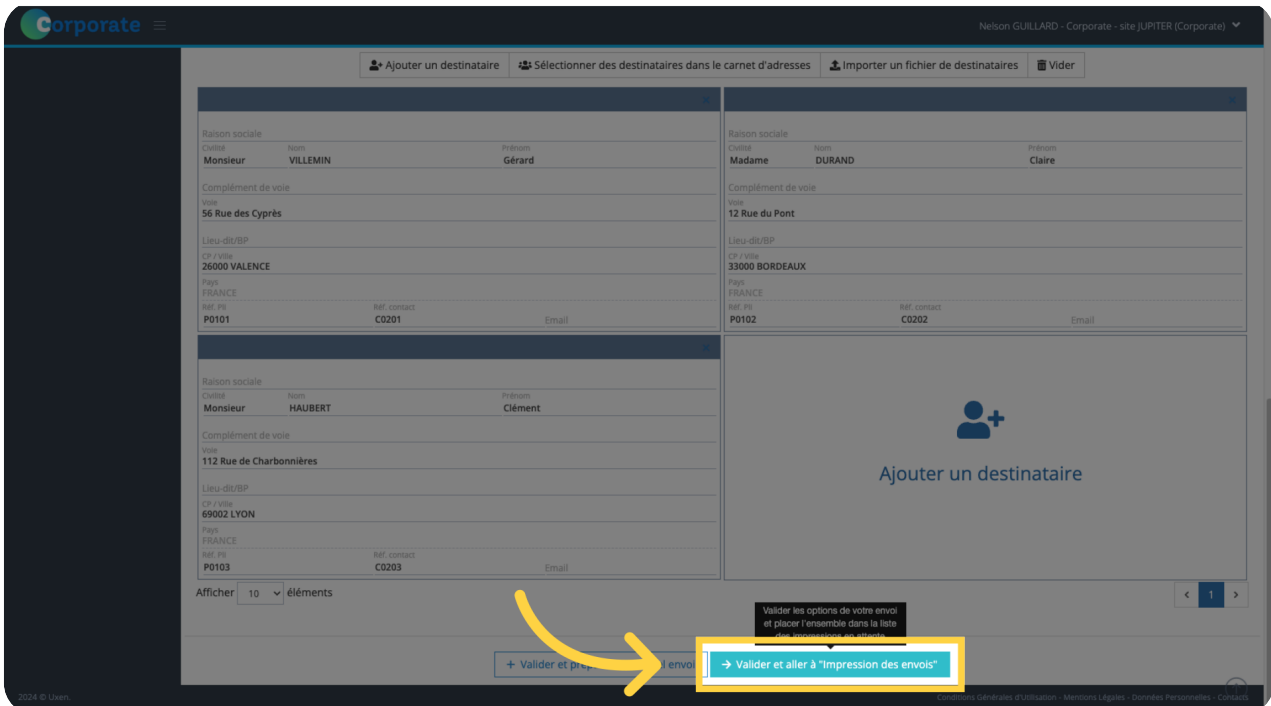 Corporate
Nelson GUILLARD - Corporate - site JUPITER (Corporate)
Ajouter un destinataire
Sélectionner des destinataires dans le carnet d'adresses
Importer un fichier de destinataires
Vider
Raison sociale
Civilité Nom Prénom
Monsieur VILLEMIN Gérard
Complément de voie
Voie
56 Rue des Cyprès
Lieu-dit/BP
CP / Ville
26000 VALENCE
Pays
FRANCE
Réf. Pli Réf. contact
P0101 C0201 Email
Raison sociale
Civilité Nom Prénom
Madame DURAND Claire
Complément de voie
Voie
12 Rue du Pont
Lieu-dit/BP
CP / Ville
33000 BORDEAUX
Pays
FRANCE
Réf. Pli Réf. contact
P0102 C0202 Email
Raison sociale
Civilité Nom Prénom
Monsieur HAUBERT Clément
Complément de voie
Voie
112 Rue de Charbonnières
Lieu-dit/BP
CP / Ville
69002 LYON
Pays
FRANCE
Réf. Pli Réf. contact
P0103 C0203 Email
Ajouter un destinataire
Afficher 10 éléments
1
Valider les options de votre envoi
et placer l'ensemble dans la liste
des impressions en attente
+ Valider et envoi
Valider et aller à "Impression des envois"
2024 © Uxen.
Conditions Générales d'Utilisation - Mentions Légales - Données Personnelles - Contacts